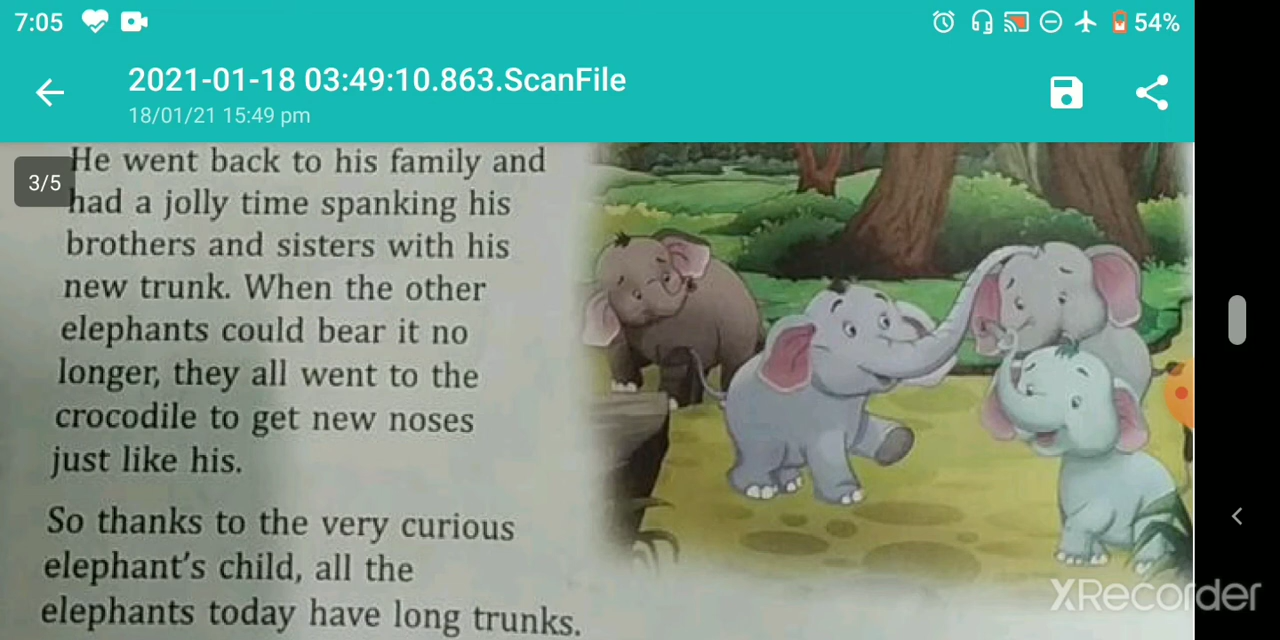 7:05
54%
2021-01-18 03:49:10.863.ScanFile
18/01/21 15:49 pm
3/5
He went back to his family and
had a jolly time spanking his
brothers and sisters with his
new trunk. When the other
elephants could bear it no
longer, they all went to the
crocodile to get new noses
just like his.
So thanks to the very curious
elephant's child, all the
elephants today have long trunks.
XRecorder